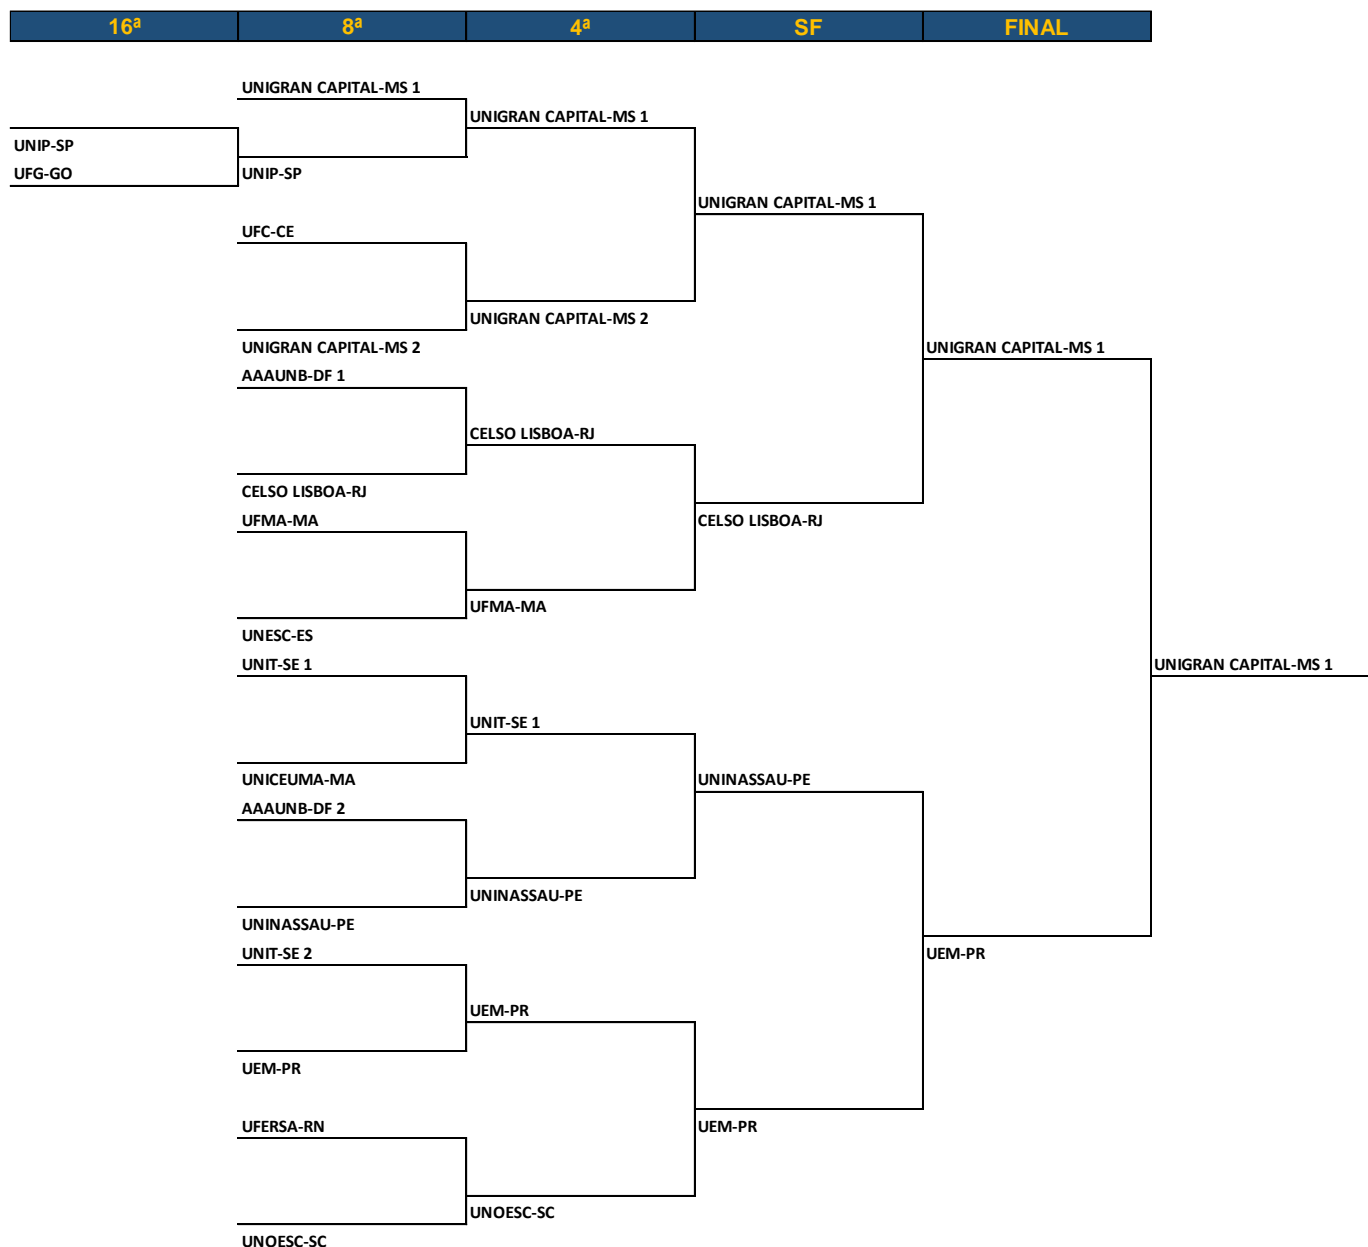 16ª 8ª 4ª SF FINAL
UNIGRAN CAPITAL-MS 1
UNIGRAN CAPITAL-MS 1
UNIP-SP
UFG-GO
UNIP-SP
UNIGRAN CAPITAL-MS 1
UFC-CE
UNIGRAN CAPITAL-MS 2
UNIGRAN CAPITAL-MS 2
UNIGRAN CAPITAL-MS 1
AAAUNB-DF 1
CELSO LISBOA-RJ
CELSO LISBOA-RJ
UFMA-MA
CELSO LISBOA-RJ
UFMA-MA
UNESC-ES
UNIT-SE 1
UNIGRAN CAPITAL-MS 1
UNIT-SE 1
UNICEUMA-MA
UNINASSAU-PE
AAAUNB-DF 2
UNINASSAU-PE
UNINASSAU-PE
UNIT-SE 2
UEM-PR
UEM-PR
UEM-PR
UFERSA-RN
UEM-PR
UNOESC-SC
UNOESC-SC